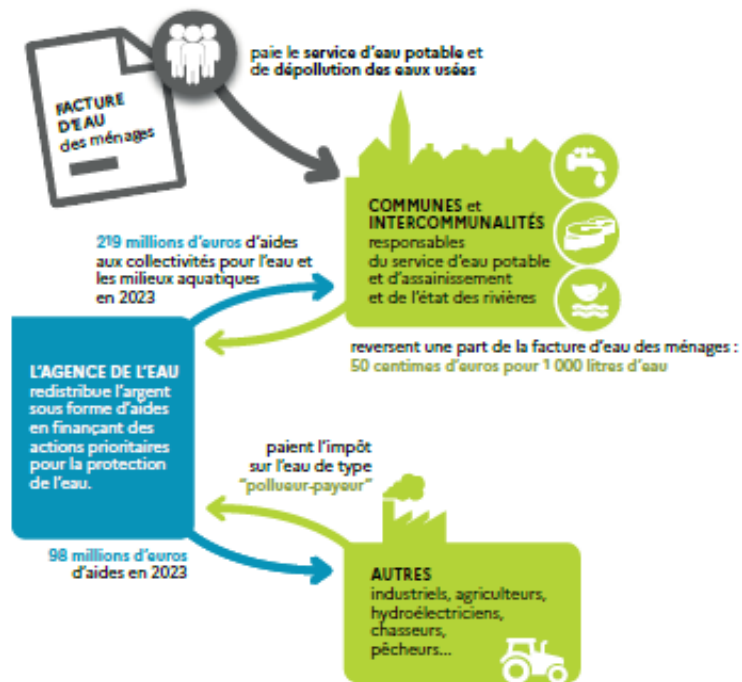 paie le service d'eau potable et
de dépollution des eaux usées
FACTURE
D'EAU
des ménages
COMMUNES et
INTERCOMMUNALITÉS
responsables
du service d'eau potable
et d'assainissement
et de l'état des rivières
219 millions d'euros d'aides
aux collectivités pour l'eau et
les milieux aquatiques
en 2023
reversent une part de la facture d'eau des ménages :
50 centimes d'euros pour 1 000 litres d'eau
L'AGENCE DE L'EAU
redistribue l'argent
sous forme d'aides
en finançant des
actions prioritaires
pour la protection
de l'eau.
paient l'impôt
sur l'eau de type
"pollueur-payeur"
98 millions d'euros
d'aides en 2023
AUTRES
industriels, agriculteurs,
hydroélectriciens,
chasseurs,
pêcheurs...